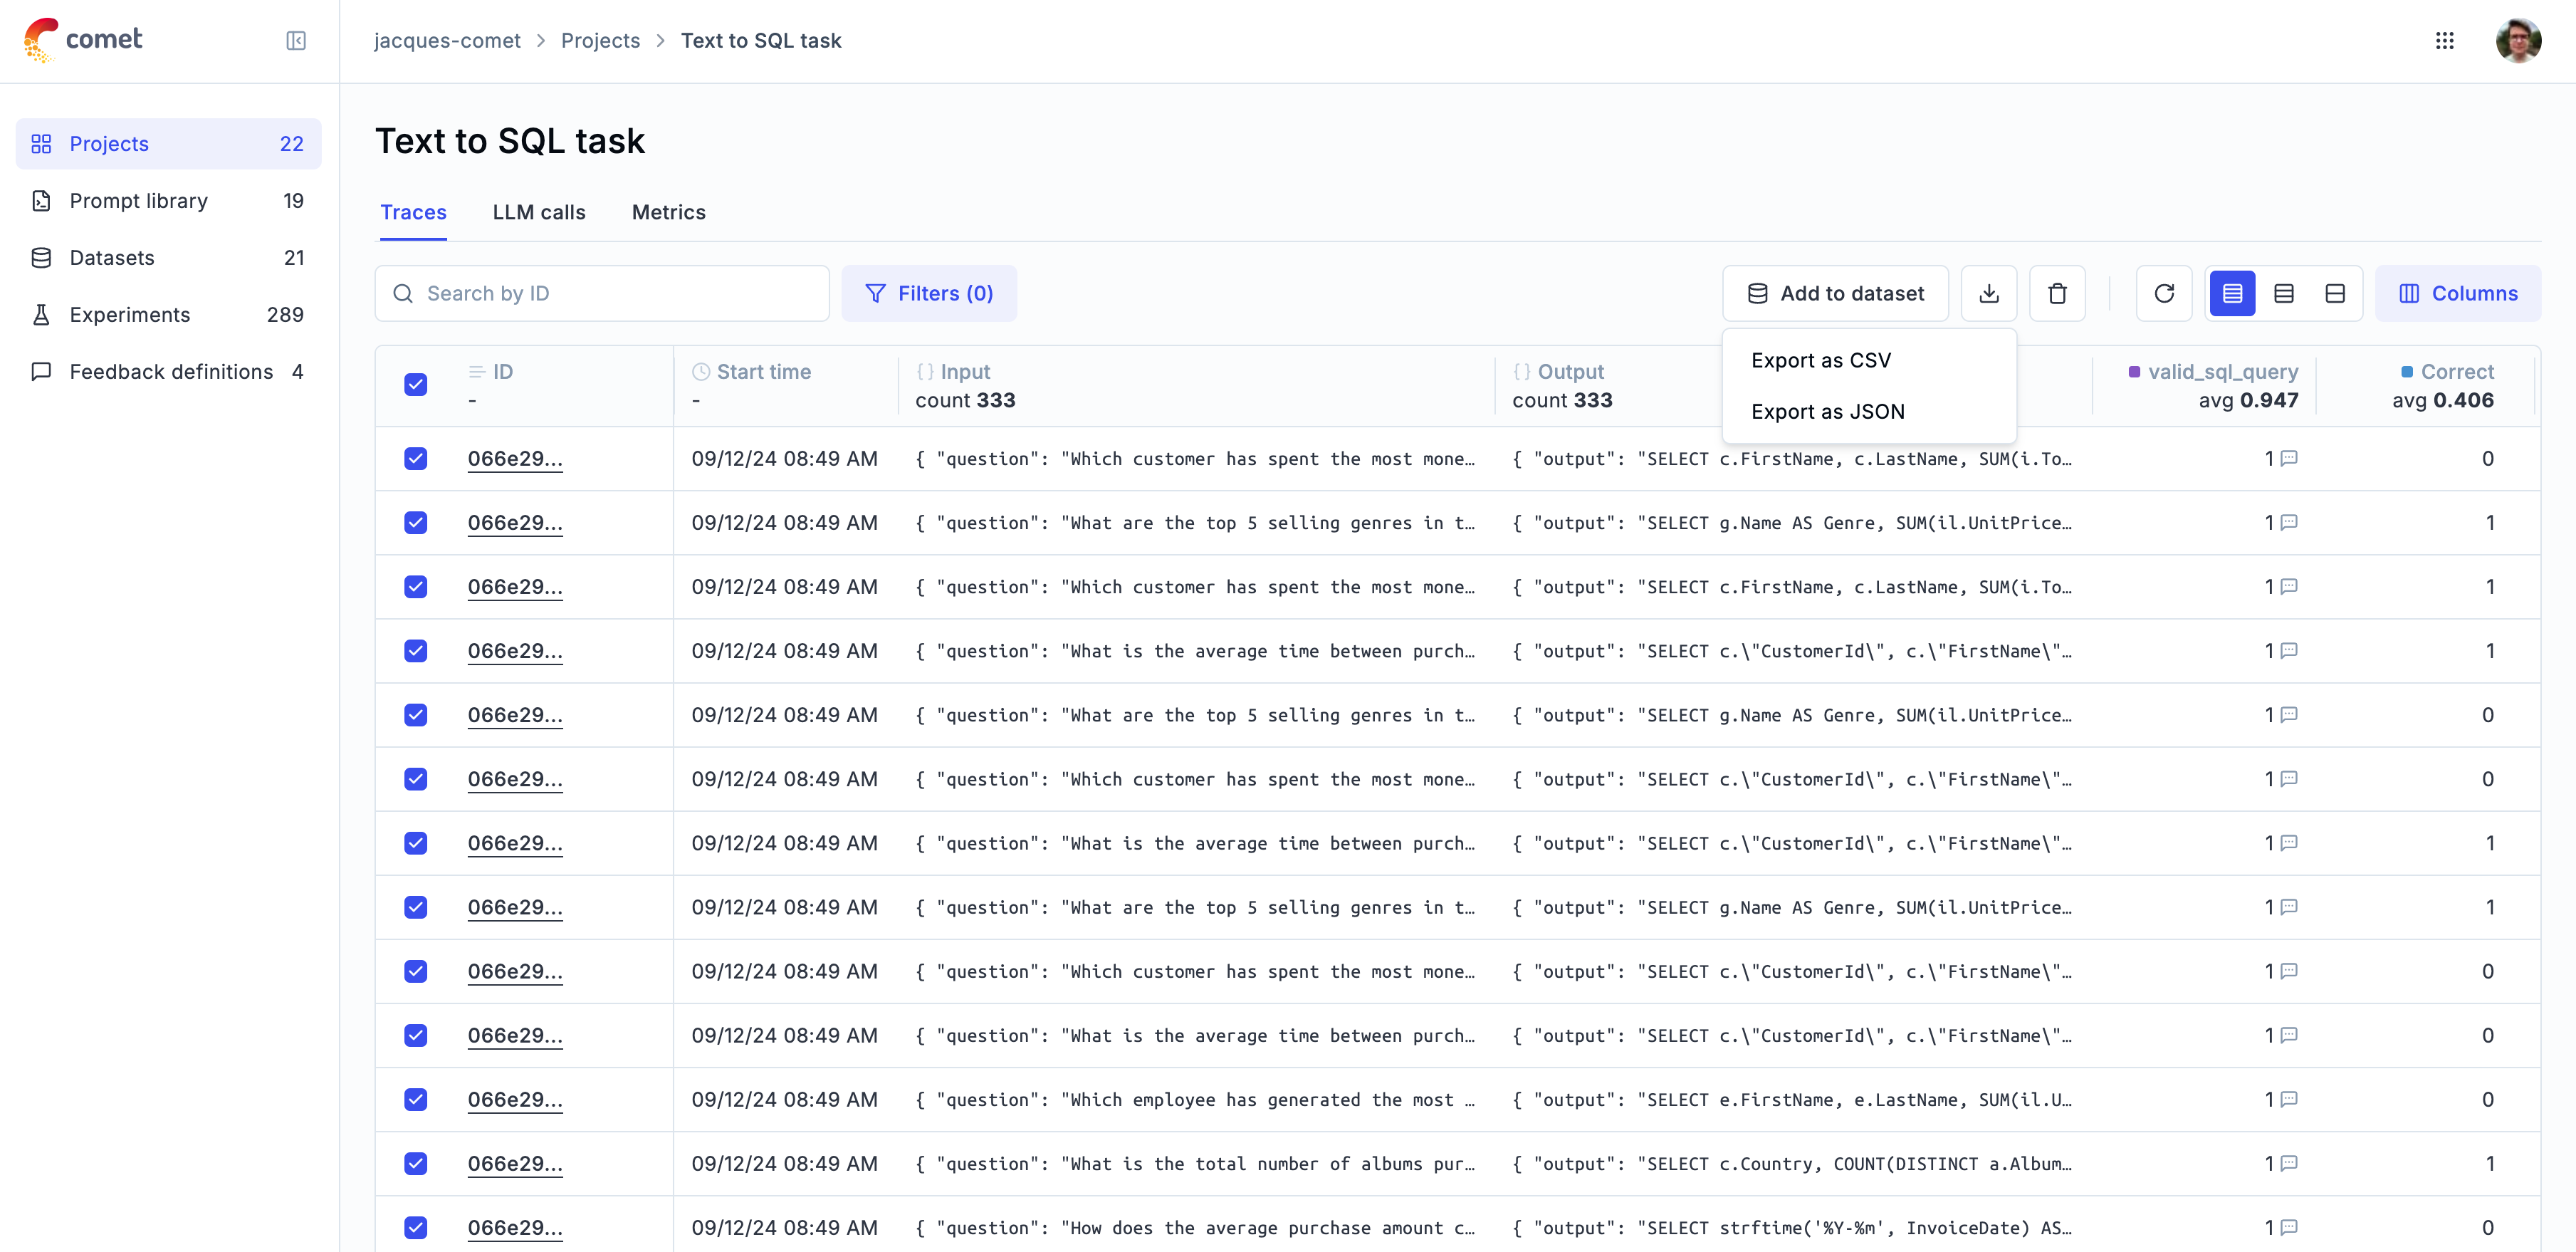 comet
jacques-comet > Projects > Text to SQL task
Projects 22
Prompt library 19
Datasets 21
Experiments 289
Feedback definitions 4
Text to SQL task
Traces LLM calls Metrics
Search by ID
Filters (0)
Add to dataset
Columns
Export as CSV
Export as JSON
ID Start time {} Input {} Output valid_sql_query Correct
- - count 333 count 333 avg 0.947 avg 0.406
066e29... 09/12/24 08:49 AM { "question": "Which customer has spent the most mone… { "output": "SELECT c.FirstName, c.LastName, SUM(i.To… 1 0
066e29... 09/12/24 08:49 AM { "question": "What are the top 5 selling genres in t… { "output": "SELECT g.Name AS Genre, SUM(il.UnitPrice… 1 1
066e29... 09/12/24 08:49 AM { "question": "Which customer has spent the most mone… { "output": "SELECT c.FirstName, c.LastName, SUM(i.To… 1 1
066e29... 09/12/24 08:49 AM { "question": "What is the average time between purch… { "output": "SELECT c.\"CustomerId\", c.\"FirstName\"… 1 1
066e29... 09/12/24 08:49 AM { "question": "What are the top 5 selling genres in t… { "output": "SELECT g.Name AS Genre, SUM(il.UnitPrice… 1 0
066e29... 09/12/24 08:49 AM { "question": "Which customer has spent the most mone… { "output": "SELECT c.\"CustomerId\", c.\"FirstName\"… 1 0
066e29... 09/12/24 08:49 AM { "question": "What is the average time between purch… { "output": "SELECT c.\"CustomerId\", c.\"FirstName\"… 1 1
066e29... 09/12/24 08:49 AM { "question": "What are the top 5 selling genres in t… { "output": "SELECT g.Name AS Genre, SUM(il.UnitPrice… 1 1
066e29... 09/12/24 08:49 AM { "question": "Which customer has spent the most mone… { "output": "SELECT c.\"CustomerId\", c.\"FirstName\"… 1 0
066e29... 09/12/24 08:49 AM { "question": "What is the average time between purch… { "output": "SELECT c.\"CustomerId\", c.\"FirstName\"… 1 0
066e29... 09/12/24 08:49 AM { "question": "Which employee has generated the most … { "output": "SELECT e.FirstName, e.LastName, SUM(il.U… 1 0
066e29... 09/12/24 08:49 AM { "question": "What is the total number of albums pur… { "output": "SELECT c.Country, COUNT(DISTINCT a.Album… 1 1
066e29... 09/12/24 08:49 AM { "question": "How does the average purchase amount c… { "output": "SELECT strftime('%Y-%m', InvoiceDate) AS… 1 0